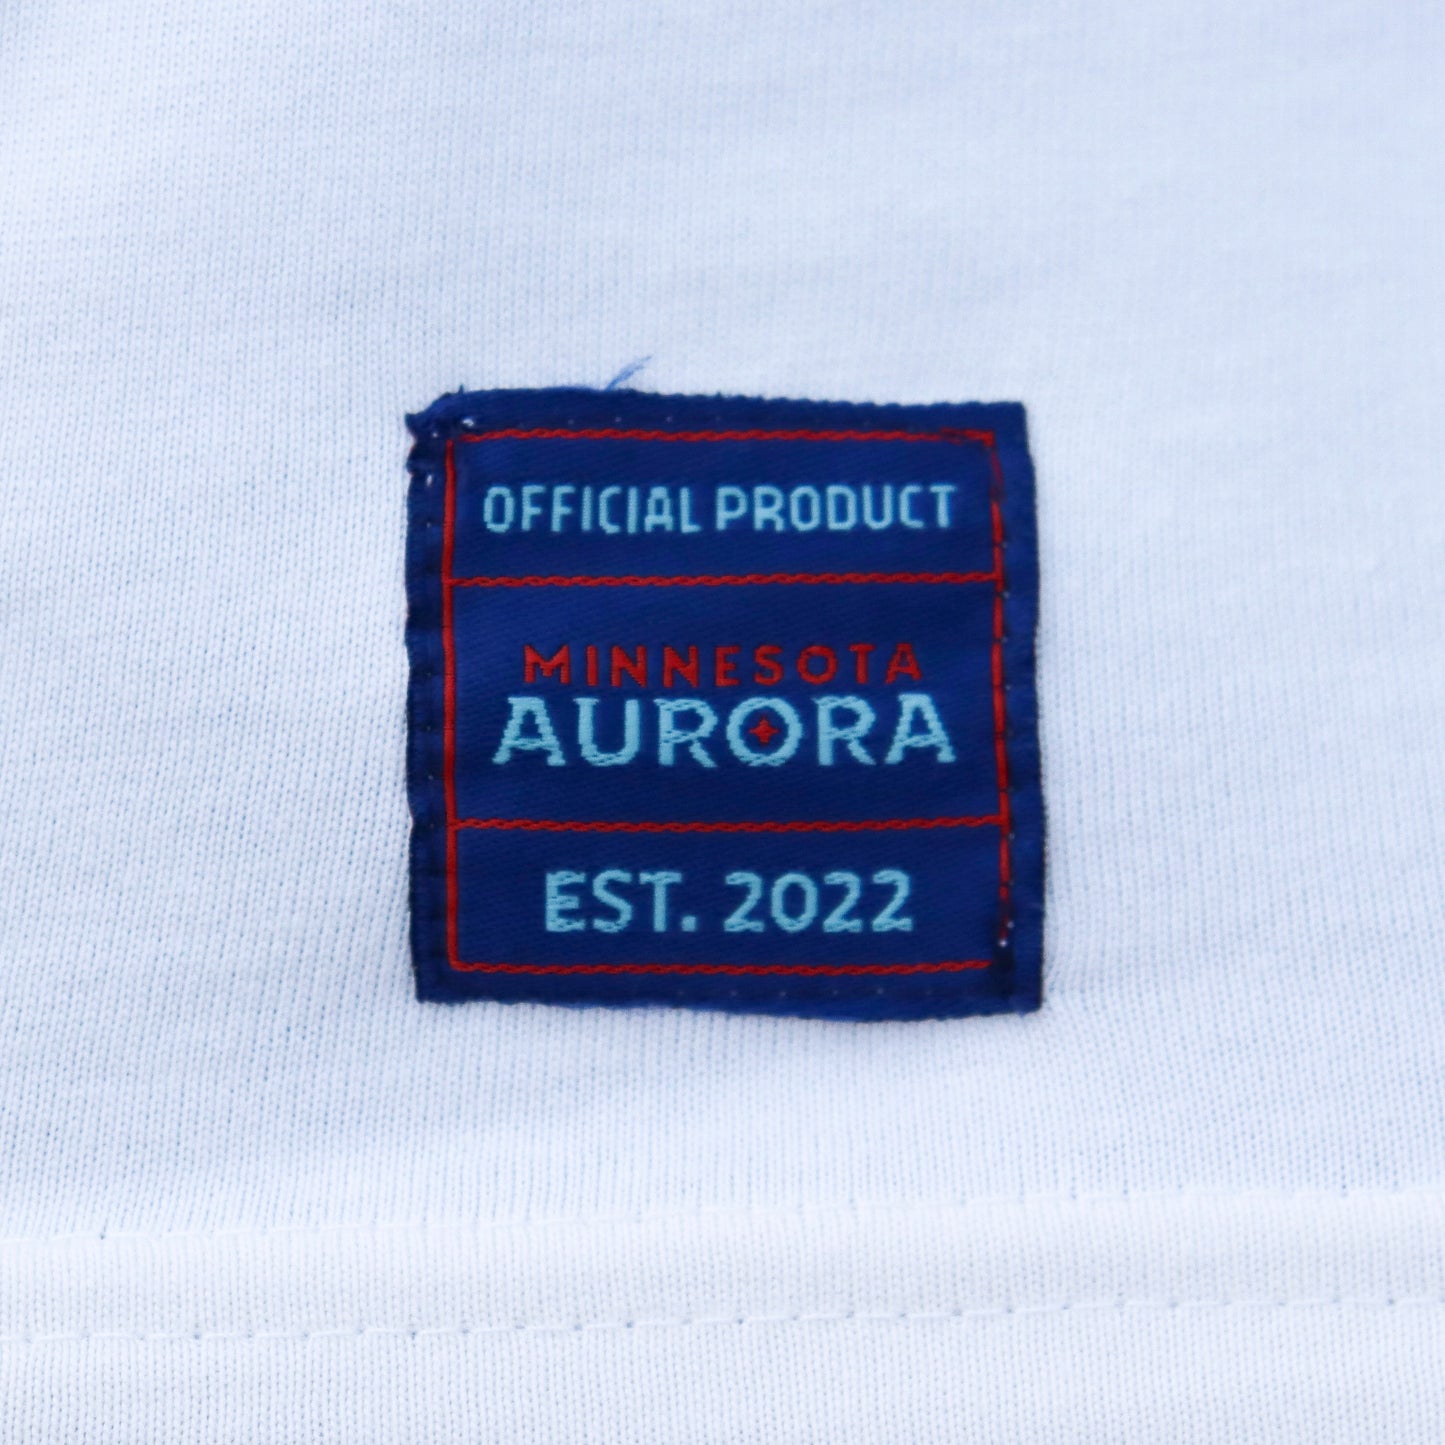 OFFICIAL PRODUCT
MINNESOTA
AURORA
EST. 2022